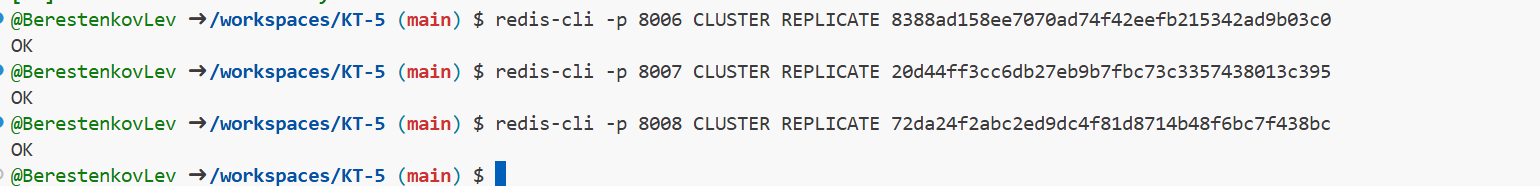 @BerestenkovLev ➜/workspaces/KT-5 (main) $ redis-cli -p 8006 CLUSTER REPLICATE 8388ad158ee7070ad74f42eefb215342ad9b03c0
OK
@BerestenkovLev ➜/workspaces/KT-5 (main) $ redis-cli -p 8007 CLUSTER REPLICATE 20d44ff3cc6db27eb9b7fbc73c3357438013c395
OK
@BerestenkovLev ➜/workspaces/KT-5 (main) $ redis-cli -p 8008 CLUSTER REPLICATE 72da24f2abc2ed9dc4f81d8714b48f6bc7f438bc
OK
@BerestenkovLev ➜/workspaces/KT-5 (main) $